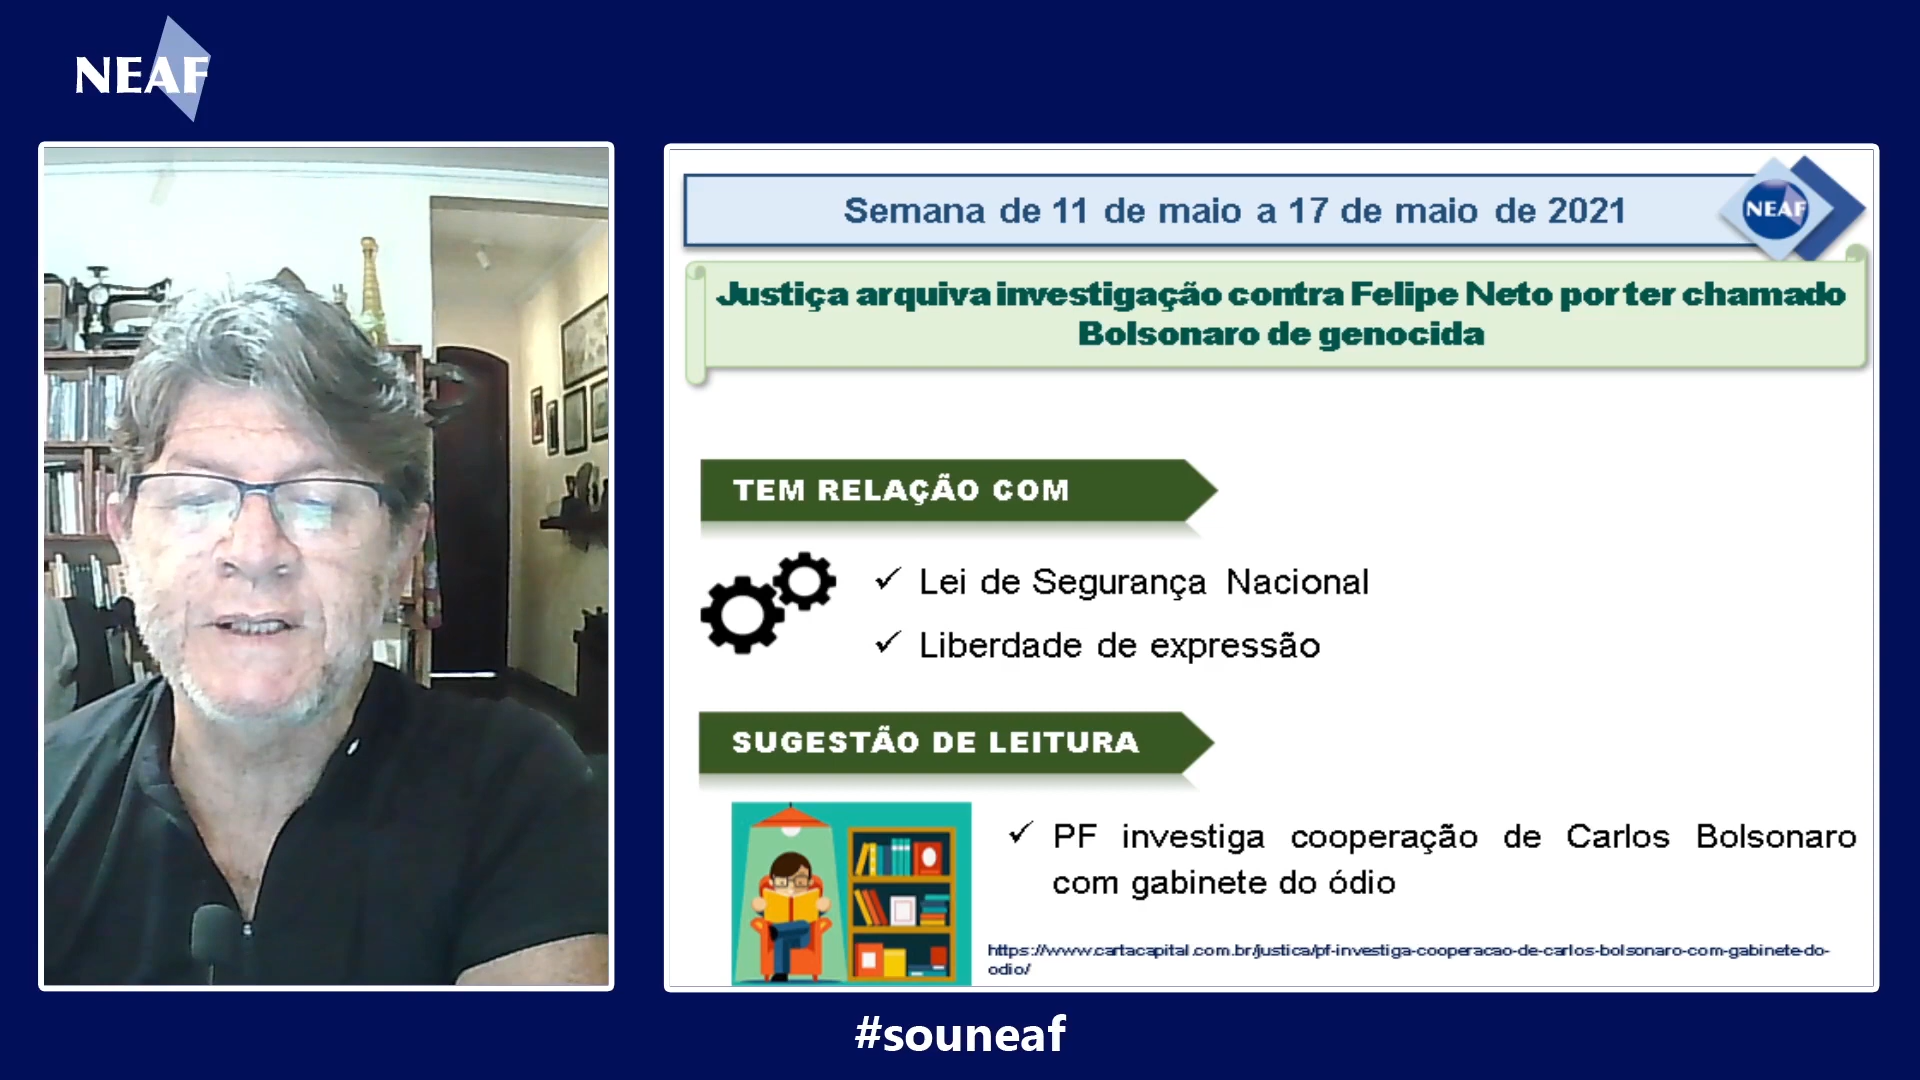 NEAF
Semana de 11 de maio a 17 de maio de 2021
NEAF
Justiça arquiva investigação contra Felipe Neto por ter chamado
Bolsonaro de genocida
TEM RELAÇÃO COM
✓ Lei de Segurança Nacional
✓ Liberdade de expressão
SUGESTÃO DE LEITURA
✓ PF investiga cooperação de Carlos Bolsonaro
com gabinete do ódio
https://www.cartacapital.com.br/justica/pf-investiga-cooperacao-de-carlos-bolsonaro-com-gabinete-do-
odio/
#souneaf